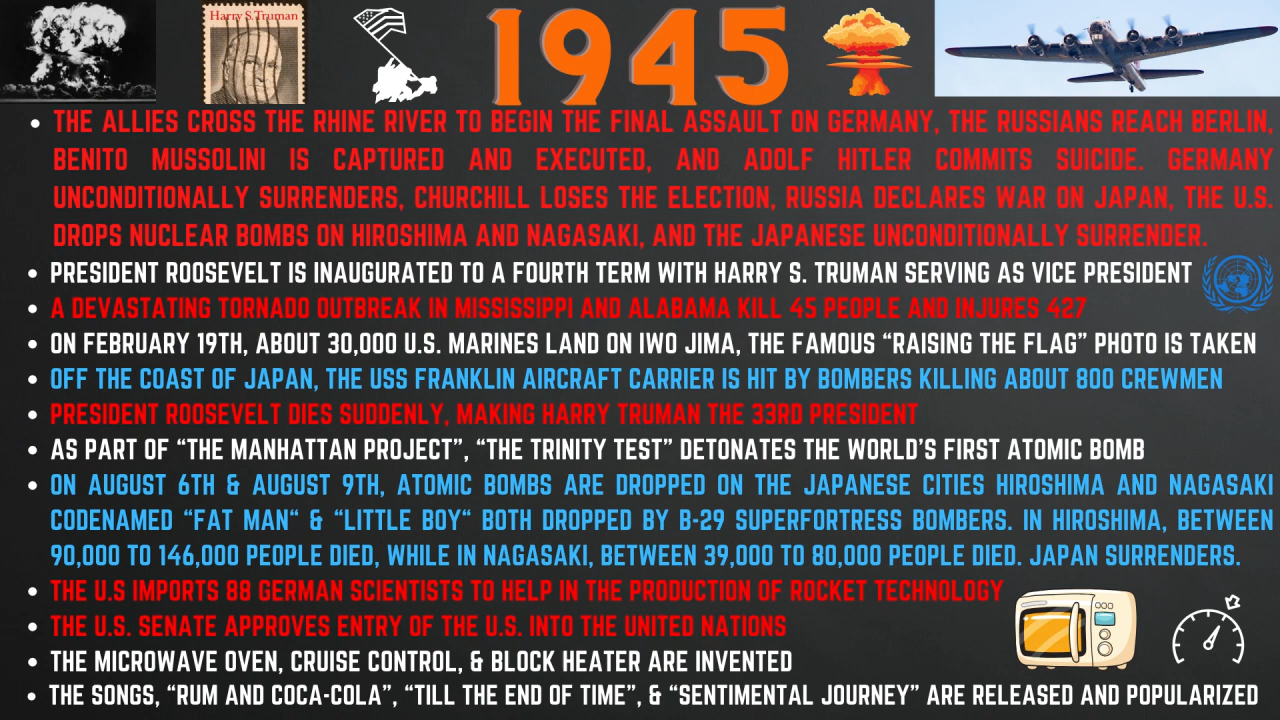 Harry S. Truman
1945
• THE ALLIES CROSS THE RHINE RIVER TO BEGIN THE FINAL ASSAULT ON GERMANY, THE RUSSIANS REACH BERLIN,
BENITO MUSSOLINI IS CAPTURED AND EXECUTED, AND ADOLF HITLER COMMITS SUICIDE. GERMANY
UNCONDITIONALLY SURRENDERS, CHURCHILL LOSES THE ELECTION, RUSSIA DECLARES WAR ON JAPAN, THE U.S.
DROPS NUCLEAR BOMBS ON HIROSHIMA AND NAGASAKI, AND THE JAPANESE UNCONDITIONALLY SURRENDER.
• PRESIDENT ROOSEVELT IS INAUGURATED TO A FOURTH TERM WITH HARRY S. TRUMAN SERVING AS VICE PRESIDENT
• A DEVASTATING TORNADO OUTBREAK IN MISSISSIPPI AND ALABAMA KILL 45 PEOPLE AND INJURES 427
• ON FEBRUARY 19TH, ABOUT 30,000 U.S. MARINES LAND ON IWO JIMA, THE FAMOUS “RAISING THE FLAG” PHOTO IS TAKEN
• OFF THE COAST OF JAPAN, THE USS FRANKLIN AIRCRAFT CARRIER IS HIT BY BOMBERS KILLING ABOUT 800 CREWMEN
• PRESIDENT ROOSEVELT DIES SUDDENLY, MAKING HARRY TRUMAN THE 33RD PRESIDENT
• AS PART OF “THE MANHATTAN PROJECT”, “THE TRINITY TEST” DETONATES THE WORLD’S FIRST ATOMIC BOMB
• ON AUGUST 6TH & AUGUST 9TH, ATOMIC BOMBS ARE DROPPED ON THE JAPANESE CITIES HIROSHIMA AND NAGASAKI
CODENAMED “FAT MAN“ & “LITTLE BOY“ BOTH DROPPED BY B-29 SUPERFORTRESS BOMBERS. IN HIROSHIMA, BETWEEN
90,000 TO 146,000 PEOPLE DIED, WHILE IN NAGASAKI, BETWEEN 39,000 TO 80,000 PEOPLE DIED. JAPAN SURRENDERS.
• THE U.S IMPORTS 88 GERMAN SCIENTISTS TO HELP IN THE PRODUCTION OF ROCKET TECHNOLOGY
• THE U.S. SENATE APPROVES ENTRY OF THE U.S. INTO THE UNITED NATIONS
• THE MICROWAVE OVEN, CRUISE CONTROL, & BLOCK HEATER ARE INVENTED
• THE SONGS, “RUM AND COCA-COLA”, “TILL THE END OF TIME”, & “SENTIMENTAL JOURNEY” ARE RELEASED AND POPULARIZED